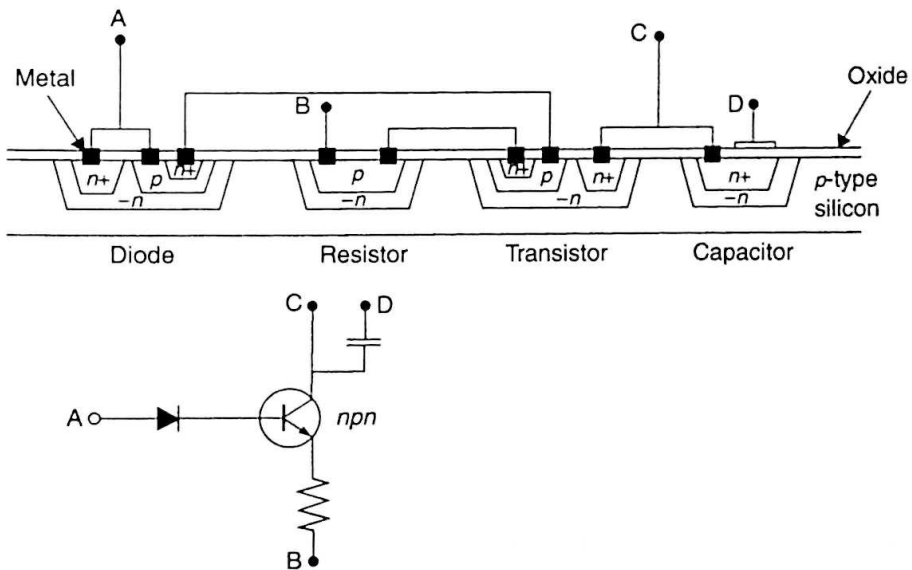 A
C
Metal
B
D
Oxide
n+ p n+ p n+ p n+ n+
–n –n –n –n
p-type
silicon
Diode Resistor Transistor Capacitor
C D
A npn
B